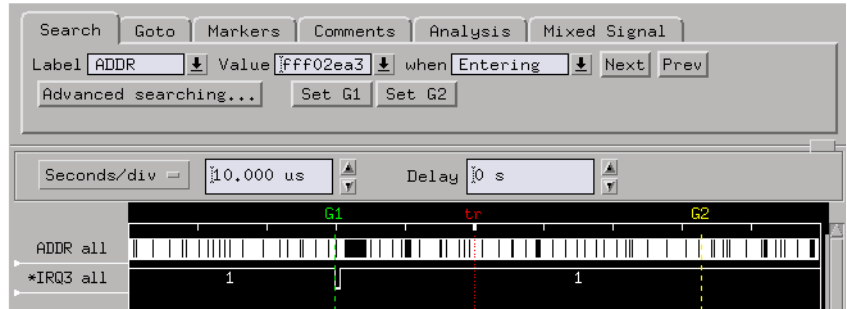 Search Goto Markers Comments Analysis Mixed Signal
Label ADDR Value fff02ea3 when Entering Next Prev
Advanced searching... Set G1 Set G2
Seconds/div 10.000 us Delay 0 s
G1 tr G2
ADDR all
*IRQ3 all 1 1